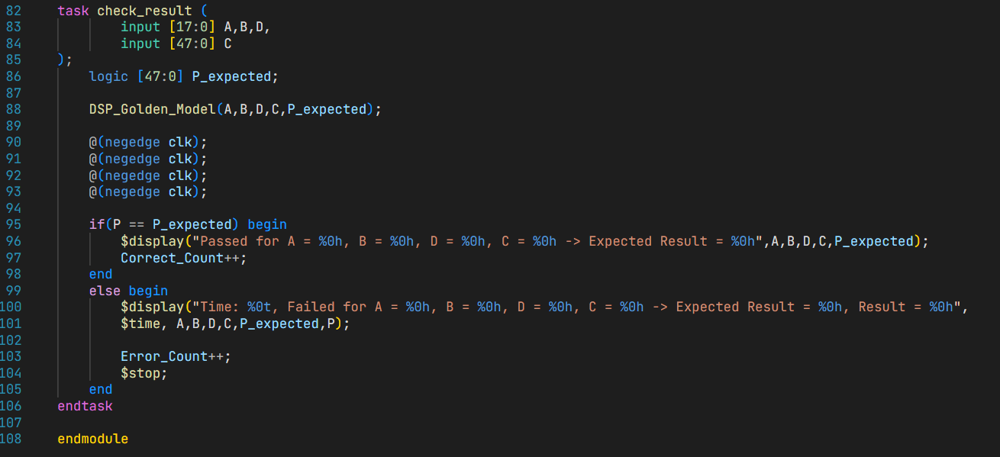 82 task check_result (
83 input [17:0] A,B,D,
84 input [47:0] C
85 );
86 logic [47:0] P_expected;
87
88 DSP_Golden_Model(A,B,D,C,P_expected);
89
90 @(negedge clk);
91 @(negedge clk);
92 @(negedge clk);
93 @(negedge clk);
94
95 if(P == P_expected) begin
96 $display("Passed for A = %0h, B = %0h, D = %0h, C = %0h -> Expected Result = %0h",A,B,D,C,P_expected);
97 Correct_Count++;
98 end
99 else begin
100 $display("Time: %0t, Failed for A = %0h, B = %0h, D = %0h, C = %0h -> Expected Result = %0h, Result = %0h",
101 $time, A,B,D,C,P_expected,P);
102
103 Error_Count++;
104 $stop;
105 end
106 endtask
107
108 endmodule